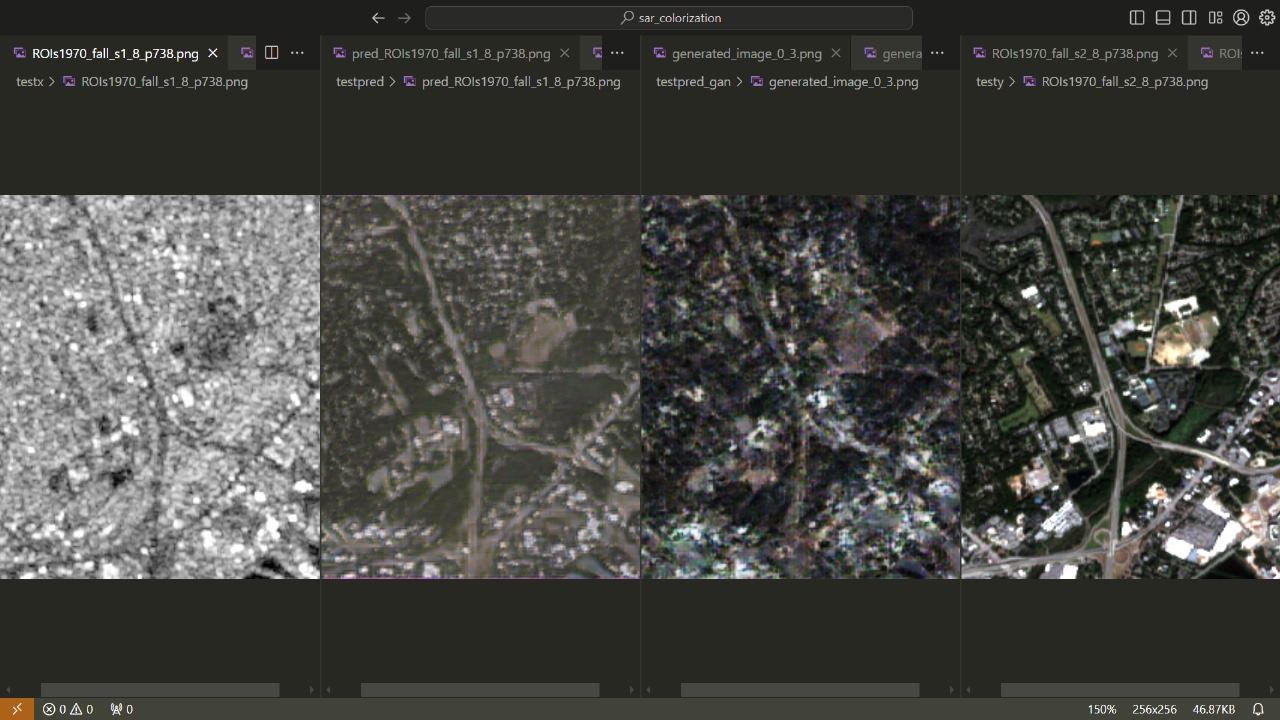 sar_colorization
ROIs1970_fall_s1_8_p738.png
pred_ROIs1970_fall_s1_8_p738.png
generated_image_0_3.png
genera
ROIs1970_fall_s2_8_p738.png
ROI
testx > ROIs1970_fall_s1_8_p738.png
testpred > pred_ROIs1970_fall_s1_8_p738.png
testpred_gan > generated_image_0_3.png
testy > ROIs1970_fall_s2_8_p738.png
0 0 0 150% 256x256 46.87KB